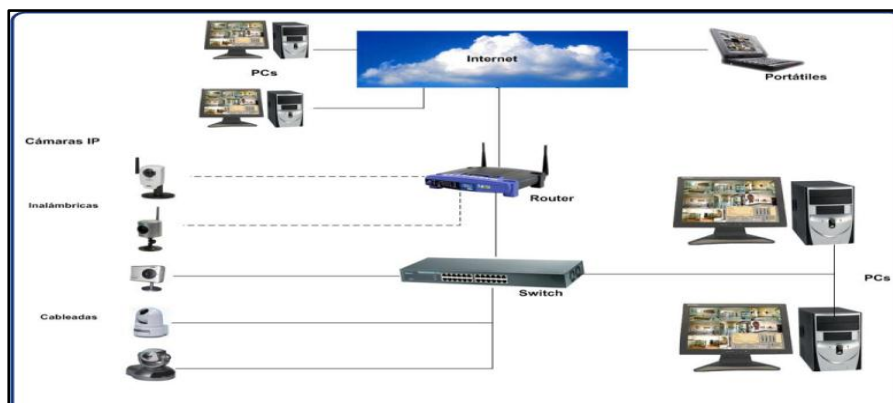 Internet
PCs
Portátiles
Cámaras IP
Router
Inalámbricas
PCs
Switch
Cableadas